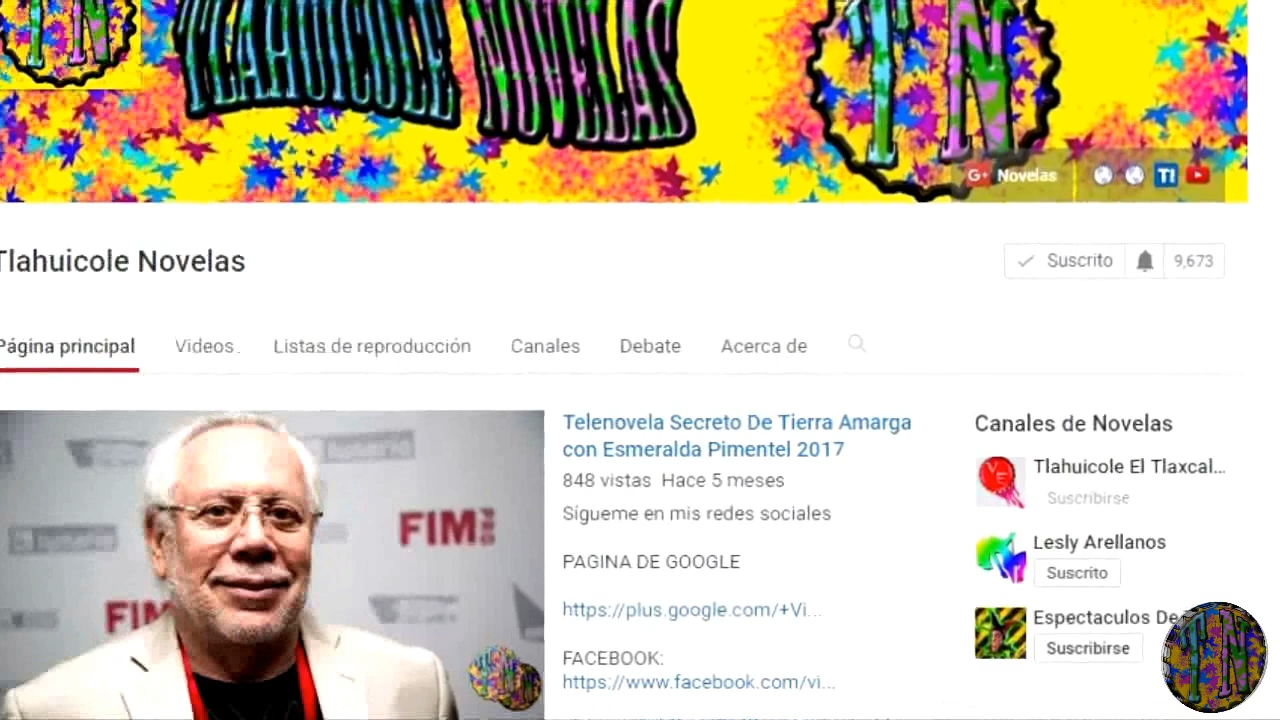 TN
TLAHUICOLE NOVELAS
TN
G+ Novelas
TI
Tlahuicole Novelas
Suscrito
9,673
Página principal
Videos
Listas de reproducción
Canales
Debate
Acerca de
FIM
FIM
Telenovela Secreto De Tierra Amarga
con Esmeralda Pimentel 2017
848 vistas Hace 5 meses
Sígueme en mis redes sociales
PAGINA DE GOOGLE
https://plus.google.com/+Vi...
FACEBOOK:
https://www.facebook.com/vi...
Canales de Novelas
Tlahuicole El Tlaxcal...
Suscribirse
Lesly Arellanos
Suscrito
Espectaculos De
Suscribirse
TN